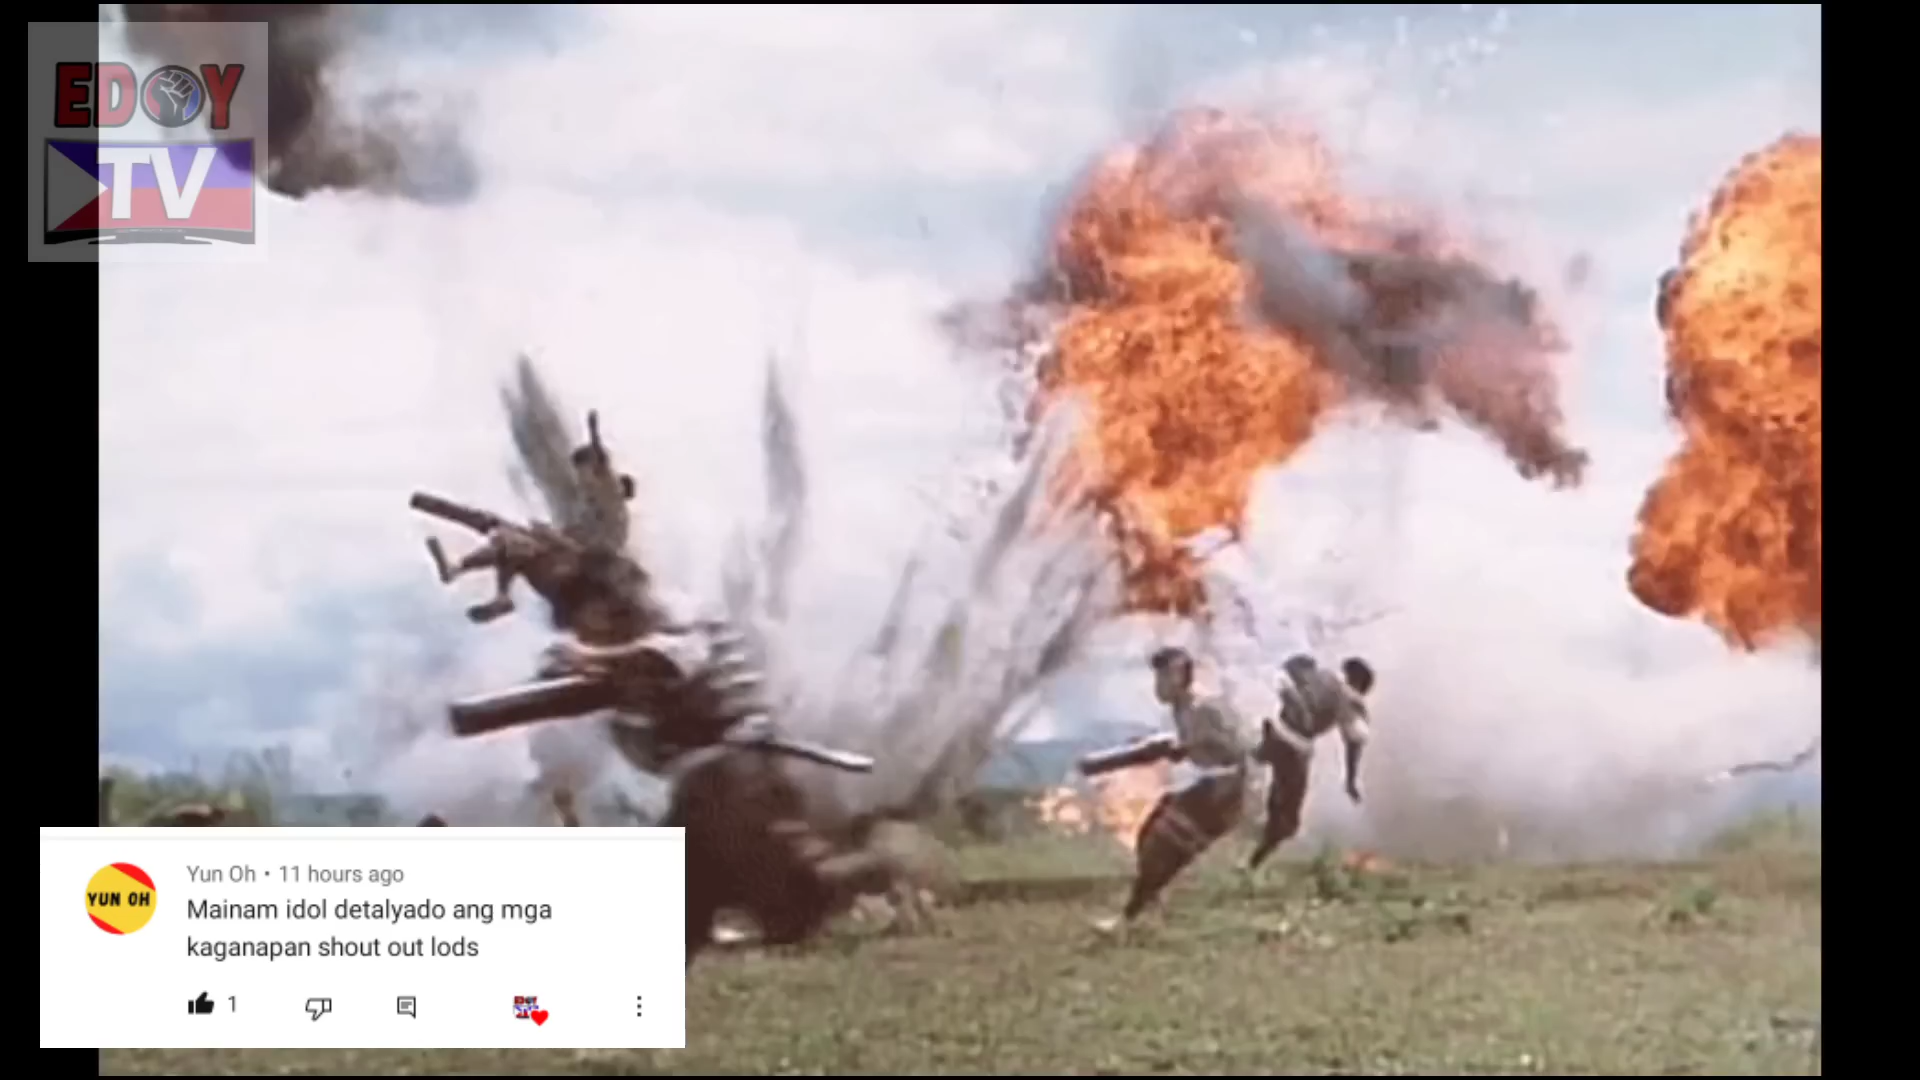 EDOY
TV
YUN OH
Yun Oh • 11 hours ago
Mainam idol detalyado ang mga
kaganapan shout out lods
1